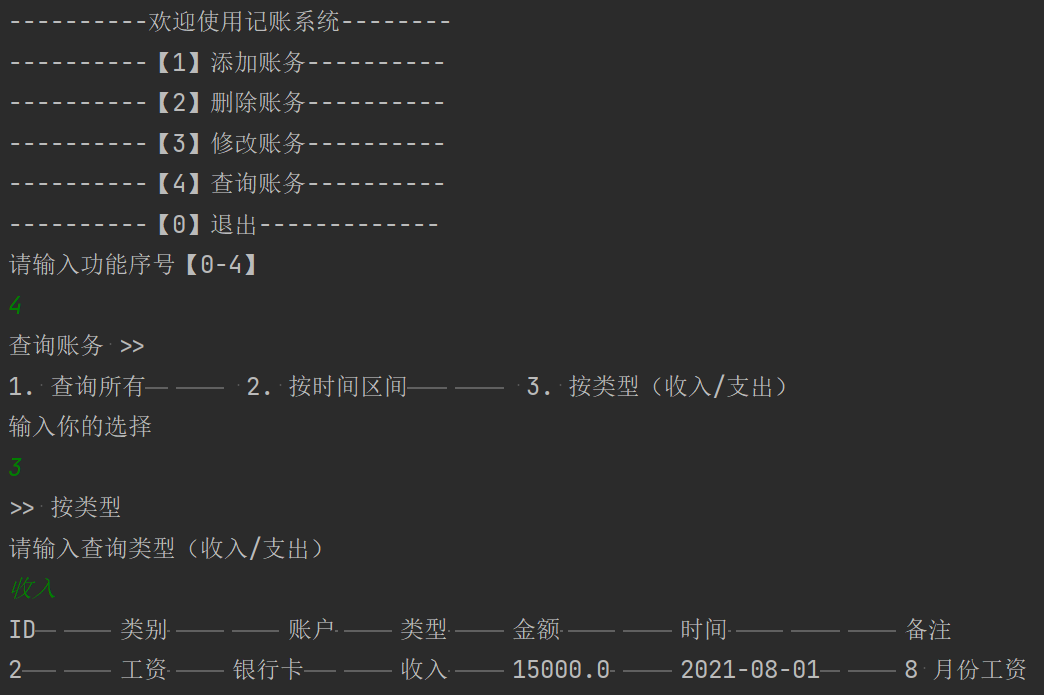 ----------欢迎使用记账系统--------
----------【1】添加账务----------
----------【2】删除账务----------
----------【3】修改账务----------
----------【4】查询账务----------
----------【0】退出-------------
请输入功能序号【0-4】
4
查询账务 >>
1. 查询所有 2. 按时间区间 3. 按类型（收入/支出）
输入你的选择
3
>> 按类型
请输入查询类型（收入/支出）
收入
ID 类别 账户 类型 金额 时间 备注
2 工资 银行卡 收入 15000.0 2021-08-01 8 月份工资